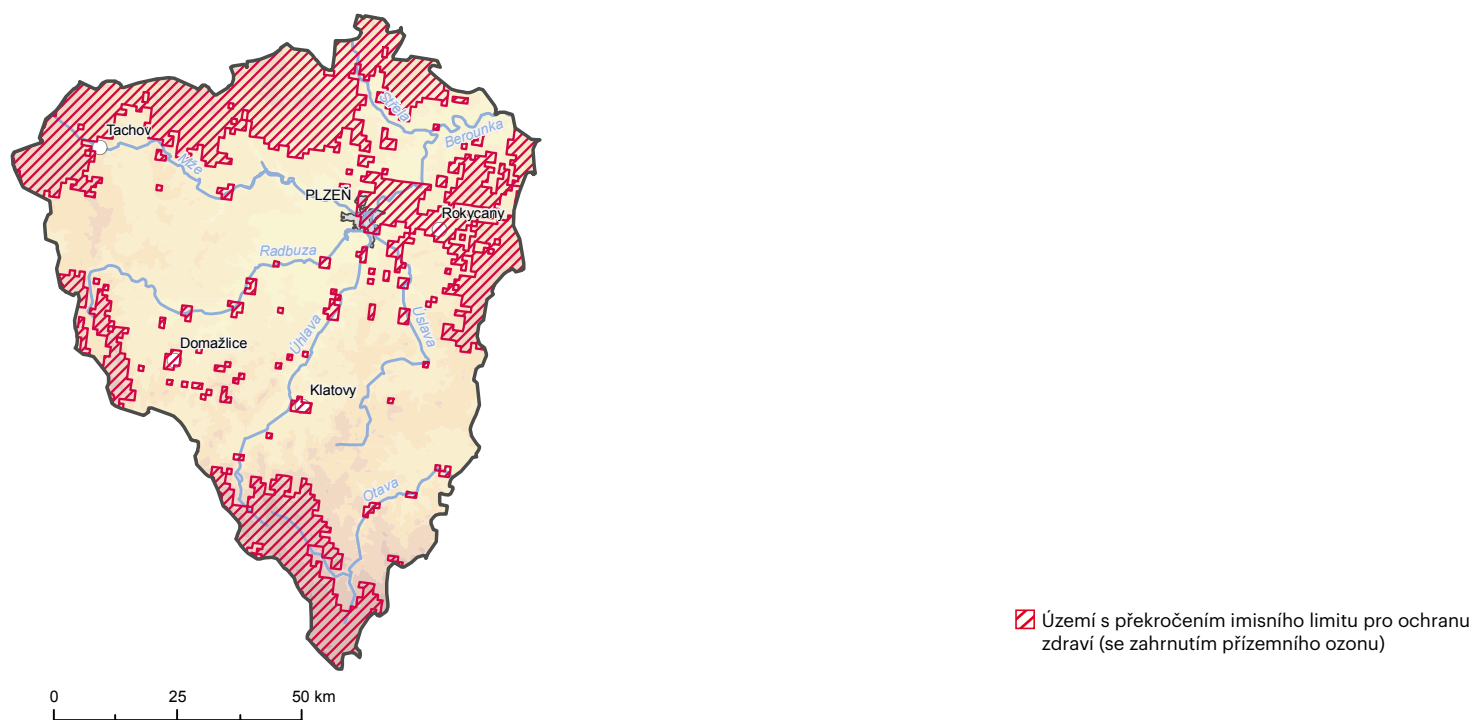 Střela
Berounka
Tachov
Mže
PLZEŇ
Rokycany
Radbuza
Úhlava
Úslava
Domažlice
Klatovy
Otava
Území s překročením imisního limitu pro ochranu
zdraví (se zahrnutím přízemního ozonu)
0 25 50 km